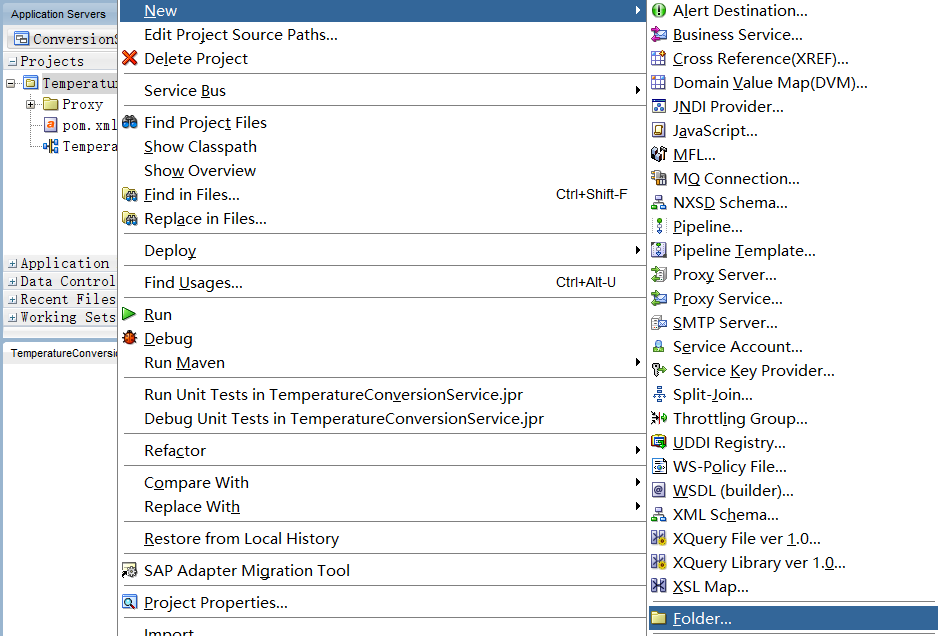 Application Servers
Conversion
Projects
Temperatu
Proxy
pom.xml
Tempera
Application
Data Control
Recent Files
Working Sets
TemperatureConversi
New
Edit Project Source Paths...
Delete Project
Service Bus
Find Project Files
Show Classpath
Show Overview
Find in Files... Ctrl+Shift-F
Replace in Files...
Deploy
Find Usages... Ctrl+Alt-U
Run
Debug
Run Maven
Run Unit Tests in TemperatureConversionService.jpr
Debug Unit Tests in TemperatureConversionService.jpr
Refactor
Compare With
Replace With
Restore from Local History
SAP Adapter Migration Tool
Project Properties...
Import
Alert Destination...
Business Service...
Cross Reference(XREF)...
Domain Value Map(DVM)...
JNDI Provider...
JavaScript...
MFL...
MQ Connection...
NXSD Schema...
Pipeline...
Pipeline Template...
Proxy Server...
Proxy Service...
SMTP Server...
Service Account...
Service Key Provider...
Split-Join...
Throttling Group...
UDDI Registry...
WS-Policy File...
WSDL (builder)...
XML Schema...
XQuery File ver 1.0...
XQuery Library ver 1.0...
XSL Map...
Folder...